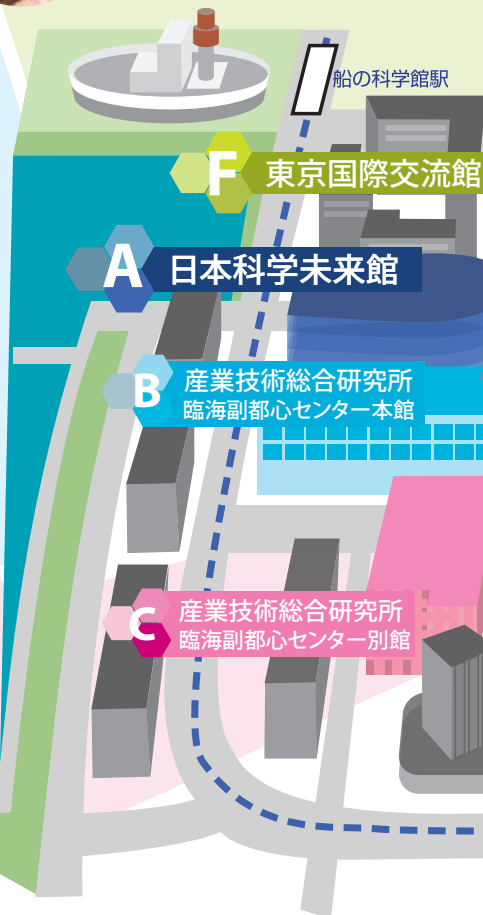 船の科学館駅
F 東京国際交流館
A 日本科学未来館
B 産業技術総合研究所
臨海副都心センター本館
C 産業技術総合研究所
臨海副都心センター別館